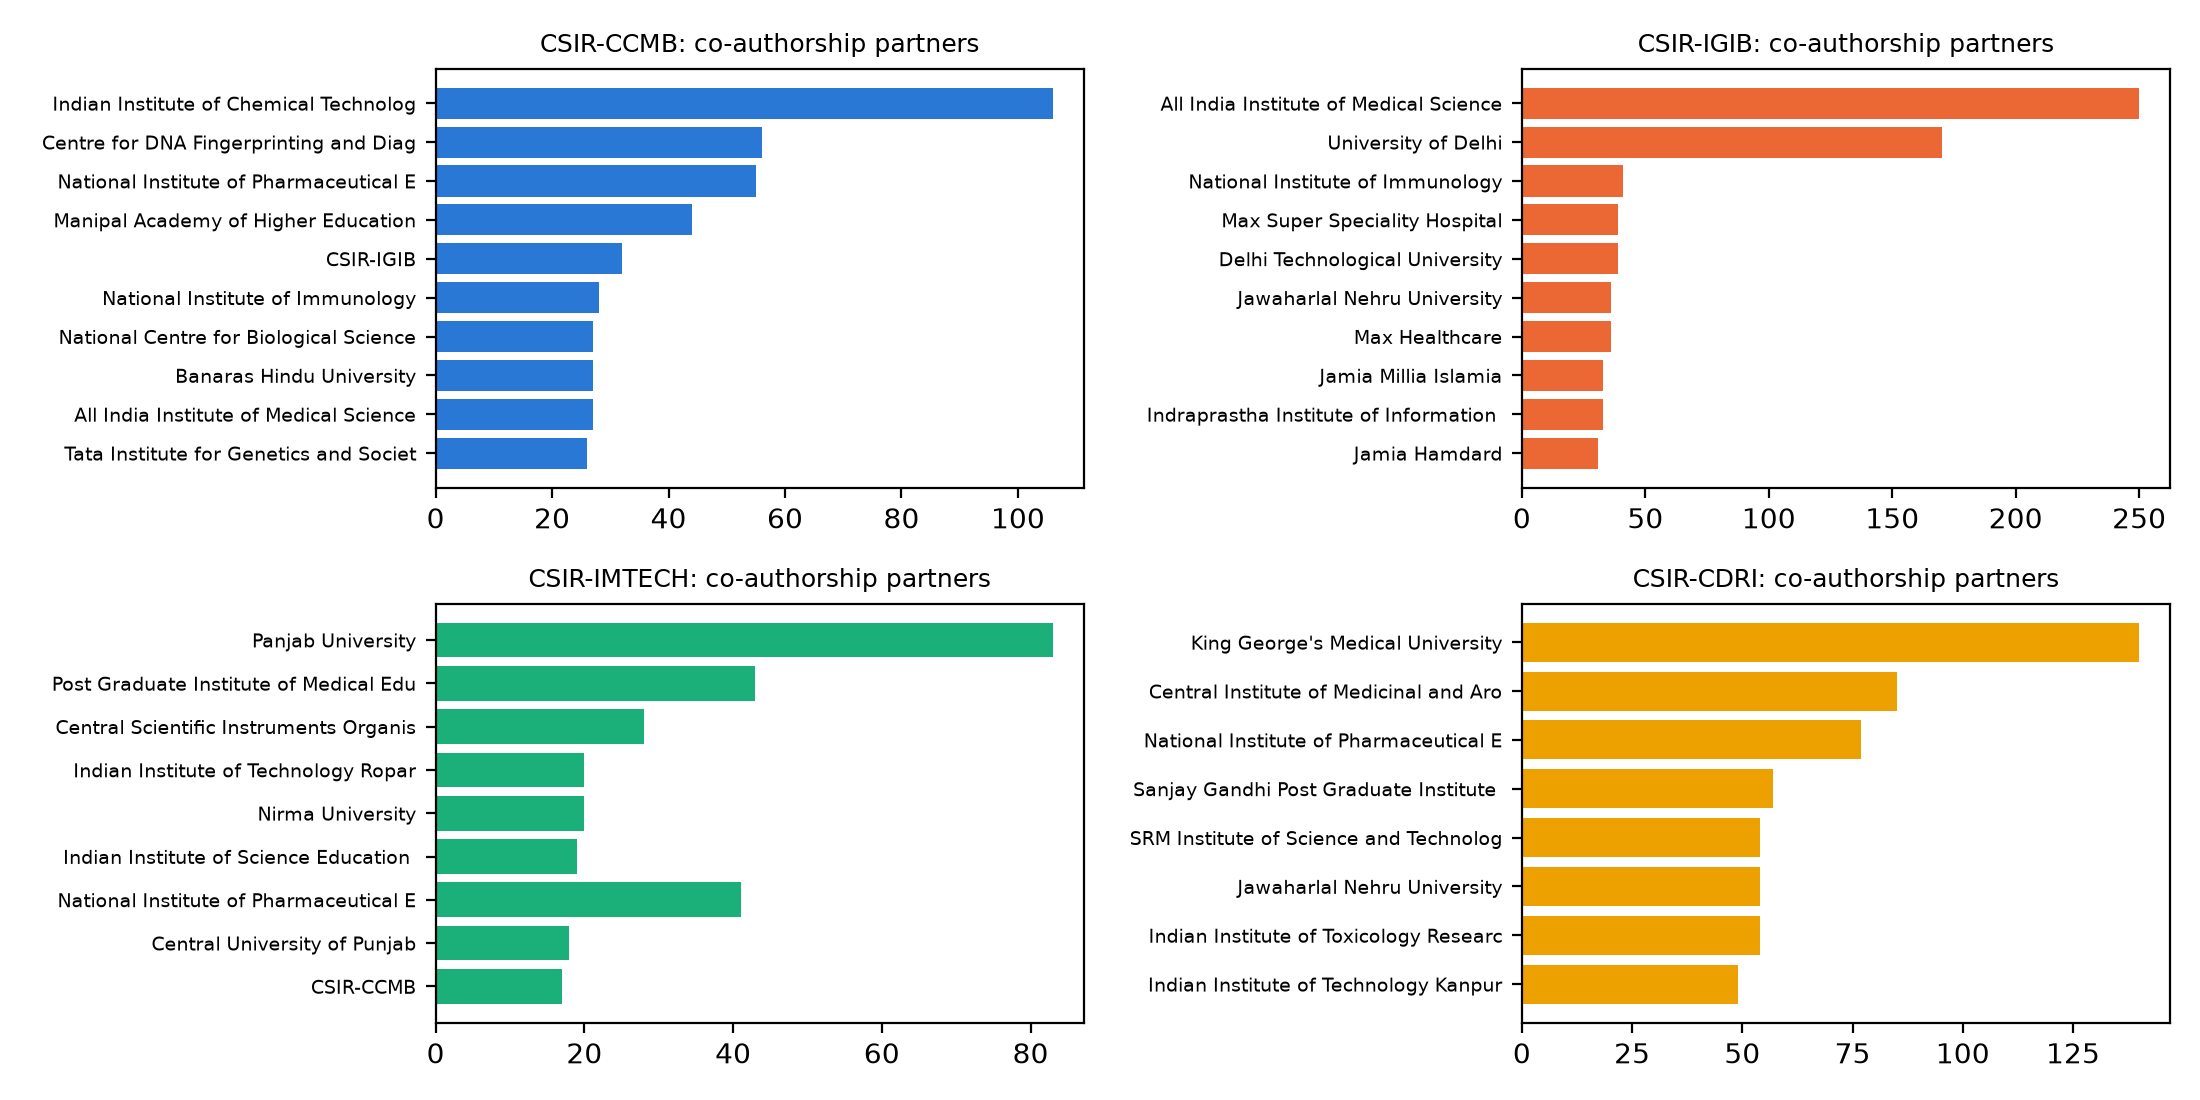 CSIR-CCMB: co-authorship partners
Indian Institute of Chemical Technolog
Centre for DNA Fingerprinting and Diag
National Institute of Pharmaceutical E
Manipal Academy of Higher Education
CSIR-IGIB
National Institute of Immunology
National Centre for Biological Science
Banaras Hindu University
All India Institute of Medical Science
Tata Institute for Genetics and Societ
0 20 40 60 80 100
CSIR-IGIB: co-authorship partners
All India Institute of Medical Science
University of Delhi
National Institute of Immunology
Max Super Speciality Hospital
Delhi Technological University
Jawaharlal Nehru University
Max Healthcare
Jamia Millia Islamia
Indraprastha Institute of Information
Jamia Hamdard
0 50 100 150 200 250
CSIR-IMTECH: co-authorship partners
Panjab University
Post Graduate Institute of Medical Edu
Central Scientific Instruments Organis
Indian Institute of Technology Ropar
Nirma University
Indian Institute of Science Education
National Institute of Pharmaceutical E
Central University of Punjab
CSIR-CCMB
0 20 40 60 80
CSIR-CDRI: co-authorship partners
King George's Medical University
Central Institute of Medicinal and Aro
National Institute of Pharmaceutical E
Sanjay Gandhi Post Graduate Institute
SRM Institute of Science and Technolog
Jawaharlal Nehru University
Indian Institute of Toxicology Researc
Indian Institute of Technology Kanpur
0 25 50 75 100 125